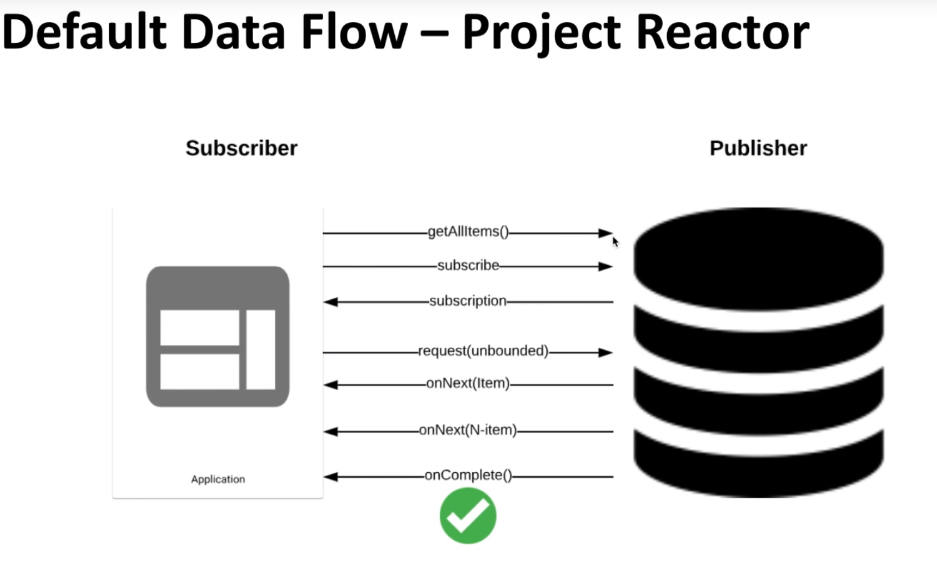 Default Data Flow – Project Reactor
Subscriber
Publisher
getAllItems()
subscribe
subscription
request(unbounded)
onNext(Item)
onNext(N-item)
onComplete()
Application